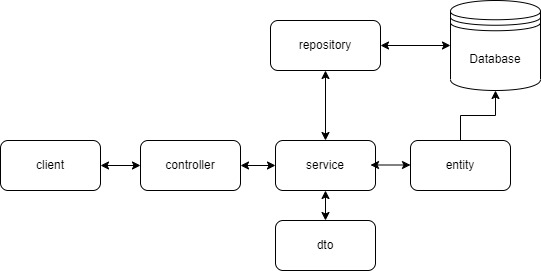 repository
Database
client
controller
service
entity
dto